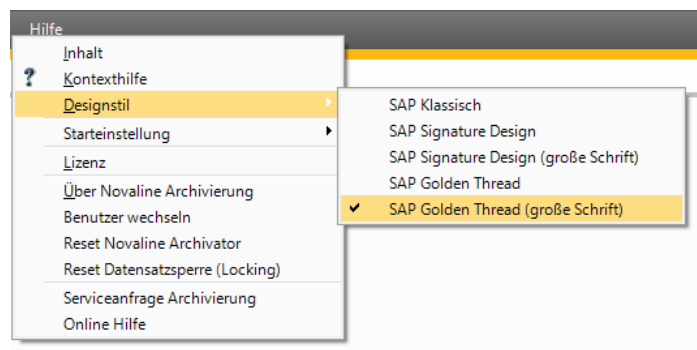 Hilfe
Inhalt
? Kontexthilfe
Designstil
Starteinstellung
Lizenz
Über Novaline Archivierung
Benutzer wechseln
Reset Novaline Archivator
Reset Datensatzsperre (Locking)
Serviceanfrage Archivierung
Online Hilfe
SAP Klassisch
SAP Signature Design
SAP Signature Design (große Schrift)
SAP Golden Thread
SAP Golden Thread (große Schrift)